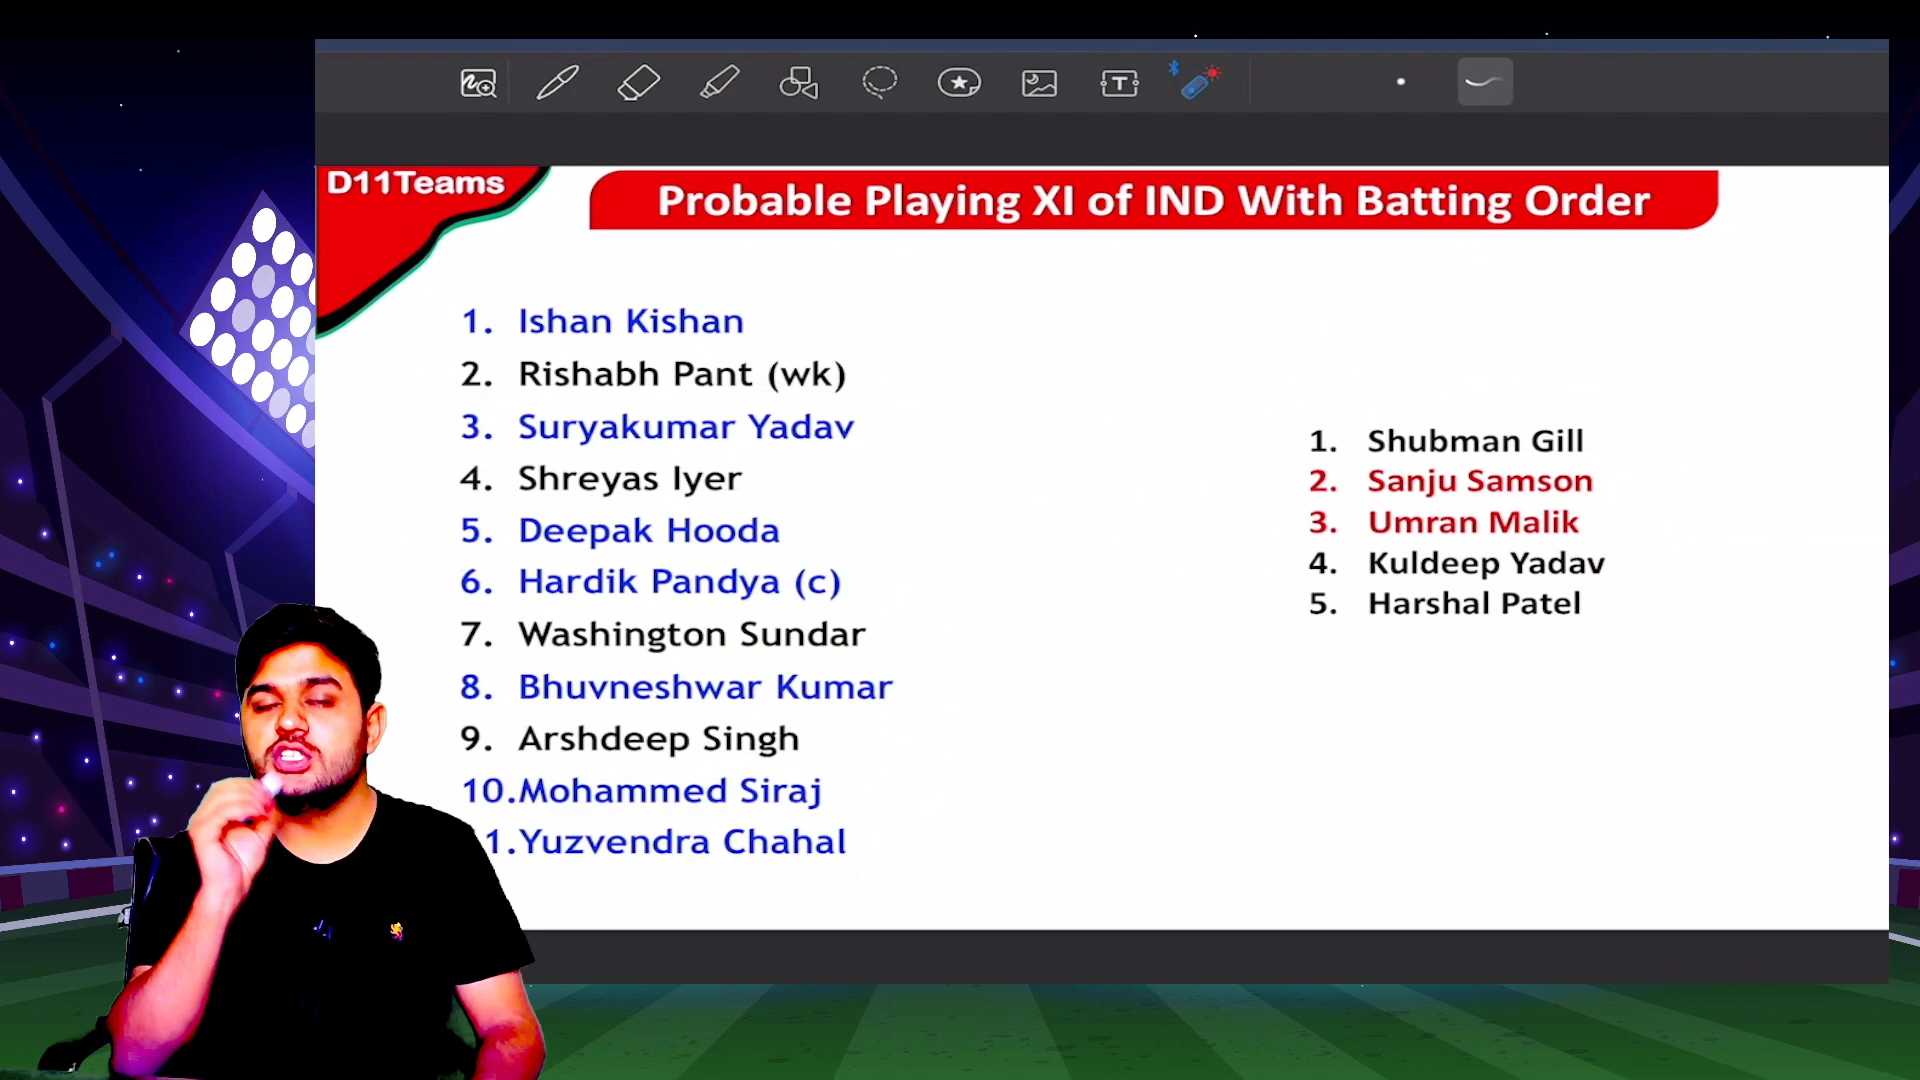 D11Teams
Probable Playing XI of IND With Batting Order
1. Ishan Kishan
2. Rishabh Pant (wk)
3. Suryakumar Yadav
4. Shreyas Iyer
5. Deepak Hooda
6. Hardik Pandya (c)
7. Washington Sundar
8. Bhuvneshwar Kumar
9. Arshdeep Singh
10.Mohammed Siraj
1.Yuzvendra Chahal
1. Shubman Gill
2. Sanju Samson
3. Umran Malik
4. Kuldeep Yadav
5. Harshal Patel